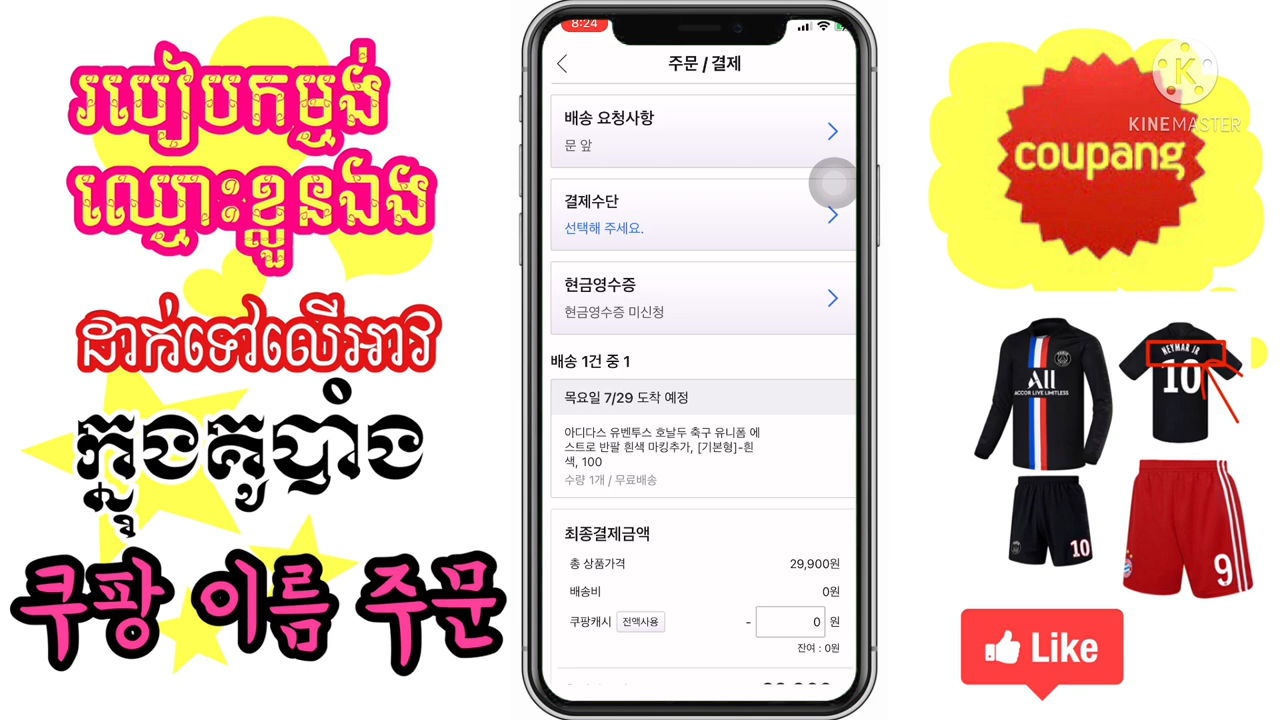 របៀបកម្មង់
ឈ្មោះខ្លួនឯង
ដាក់ទៅលើអាវ
ក្នុងគូប៉ាំង
쿠팡 이름 주문
8:24
주문 / 결제
배송 요청사항
문 앞
결제수단
선택해 주세요.
현금영수증
현금영수증 미신청
배송 1건 중 1
목요일 7/29 도착 예정
아디다스 유벤투스 호날두 축구 유니폼 에
스트로 반팔 흰색 마킹추가, [기본형]-흰
색, 100
수량 1개 / 무료배송
최종결제금액
총 상품가격 29,900원
배송비 0원
쿠팡캐시 전액사용 - 0 원
잔여 : 0원
K
KINEMASTER
coupang
All
ACCOR LIVE LIMITLESS
NEYMAR JR
10
10
9
Like